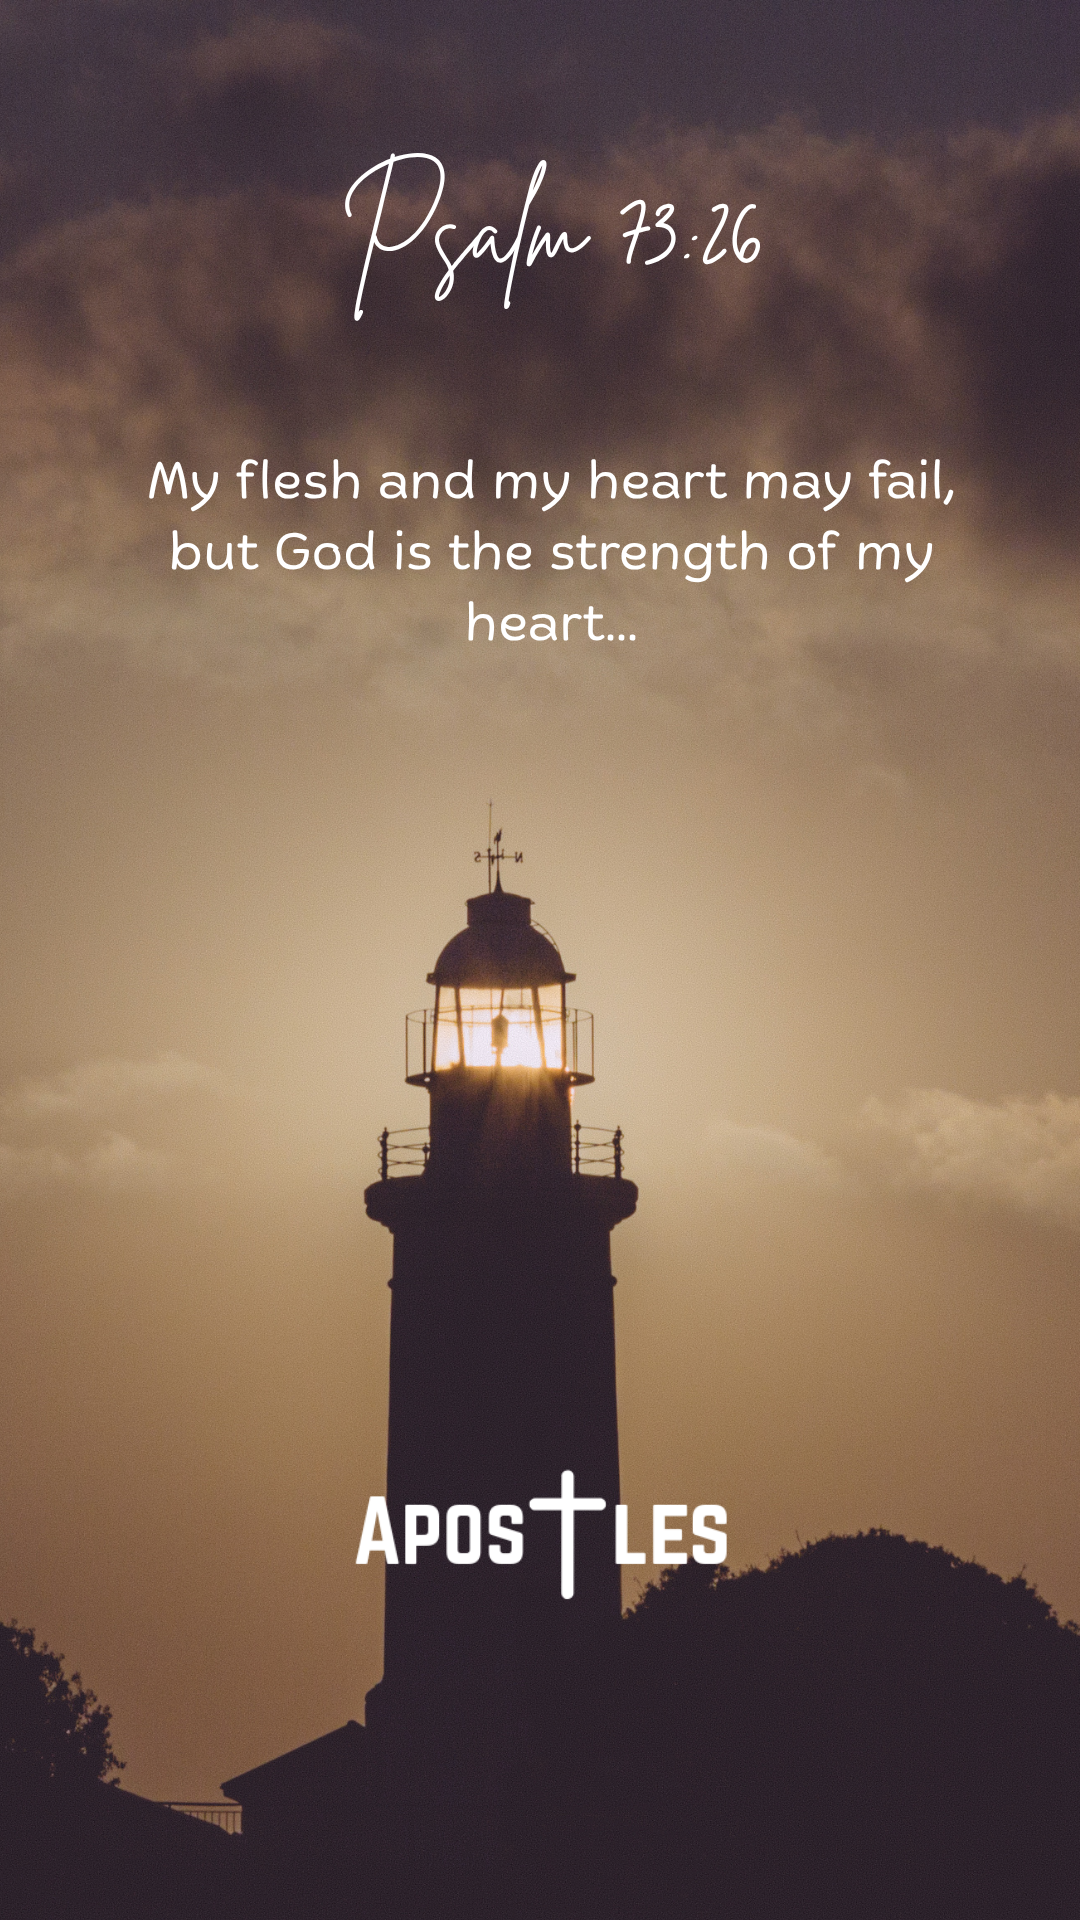 Psalm 73:26
My flesh and my heart may fail,
but God is the strength of my
heart...
S N
APOSTLES